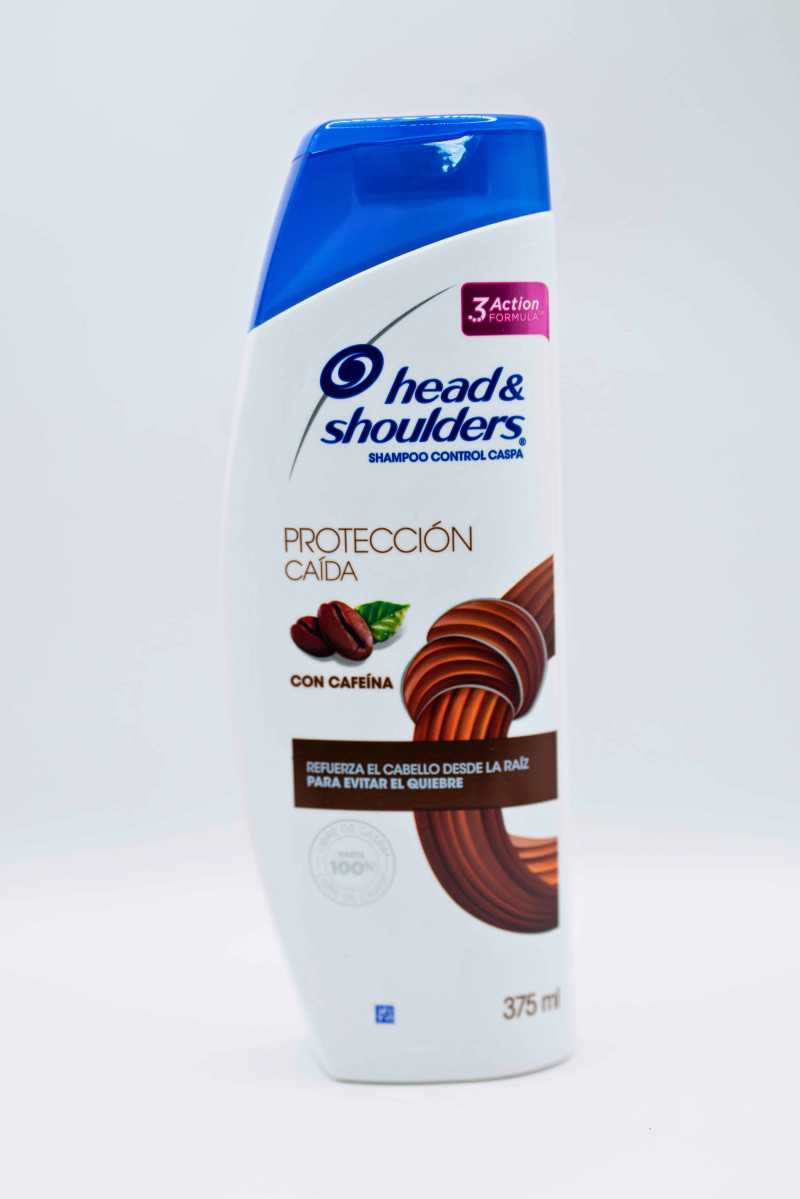 3 Action
FORMULA
head &
shoulders®
SHAMPOO CONTROL CASPA
PROTECCIÓN
CAÍDA
CON CAFEÍNA
REFUERZA EL CABELLO DESDE LA RAÍZ
PARA EVITAR EL QUIEBRE
HASTA
100%
375 ml